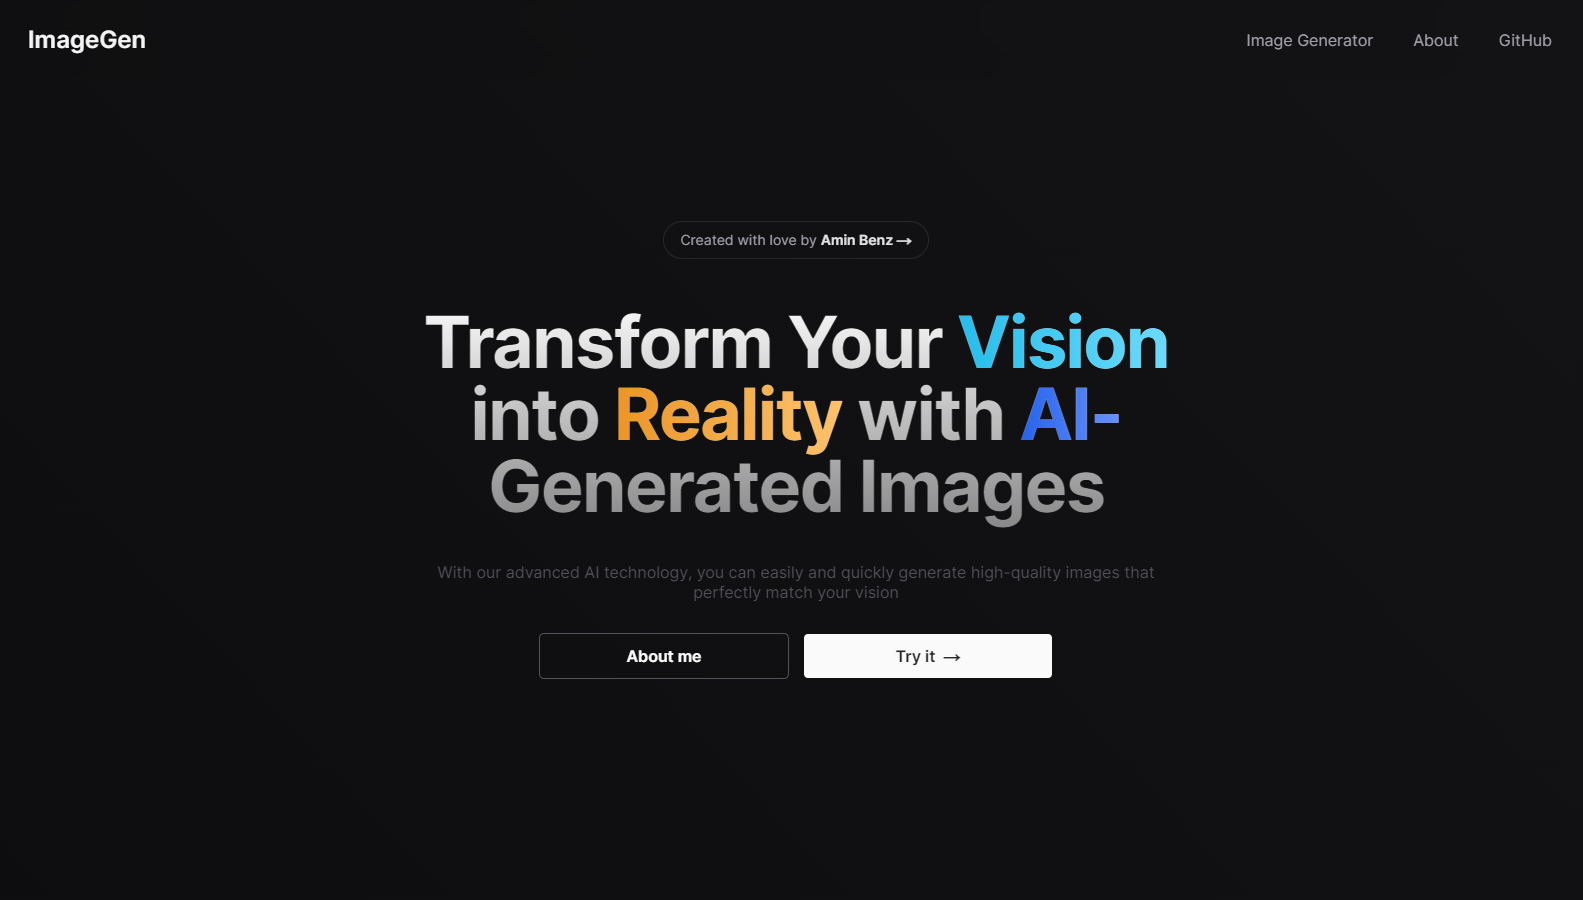 ImageGen
Image Generator
About
GitHub
Created with love by Amin Benz →
Transform Your Vision
into Reality with AI-
Generated Images
With our advanced AI technology, you can easily and quickly generate high-quality images that
perfectly match your vision
About me
Try it →